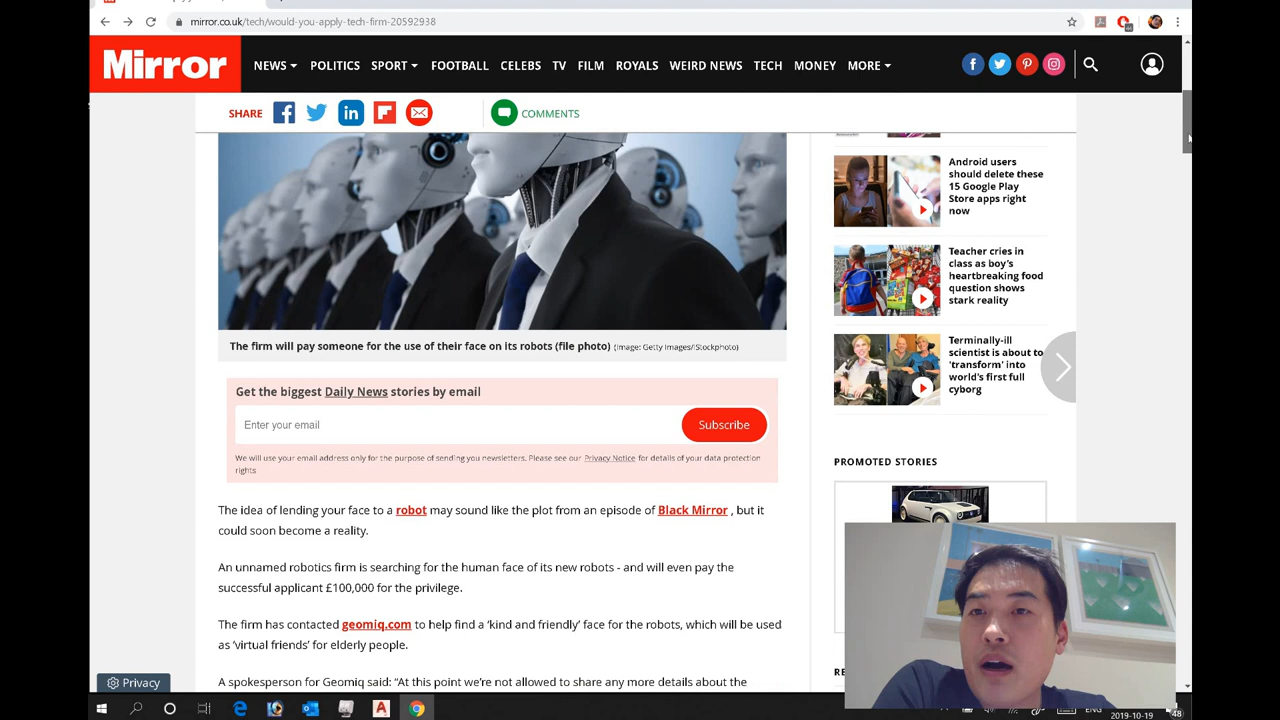 mirror.co.uk/tech/would-you-apply-tech-firm-20592938
Mirror
NEWS POLITICS SPORT FOOTBALL CELEBS TV FILM ROYALS WEIRD NEWS TECH MONEY MORE
SHARE
COMMENTS
The firm will pay someone for the use of their face on its robots (file photo) (Image: Getty Images/iStockphoto)
Get the biggest Daily News stories by email
Enter your email
Subscribe
We will use your email address only for the purpose of sending you newsletters. Please see our Privacy Notice for details of your data protection
rights
The idea of lending your face to a robot may sound like the plot from an episode of Black Mirror , but it
could soon become a reality.
An unnamed robotics firm is searching for the human face of its new robots - and will even pay the
successful applicant £100,000 for the privilege.
The firm has contacted geomiq.com to help find a ‘kind and friendly’ face for the robots, which will be used
as ‘virtual friends’ for elderly people.
A spokesperson for Geomiq said: “At this point we’re not allowed to share any more details about the
Privacy
Android users
should delete these
15 Google Play
Store apps right
now
Teacher cries in
class as boy's
heartbreaking food
question shows
stark reality
Terminally-ill
scientist is about to
'transform' into
world's first full
cyborg
PROMOTED STORIES
RE
ENG
2019-10-19
48